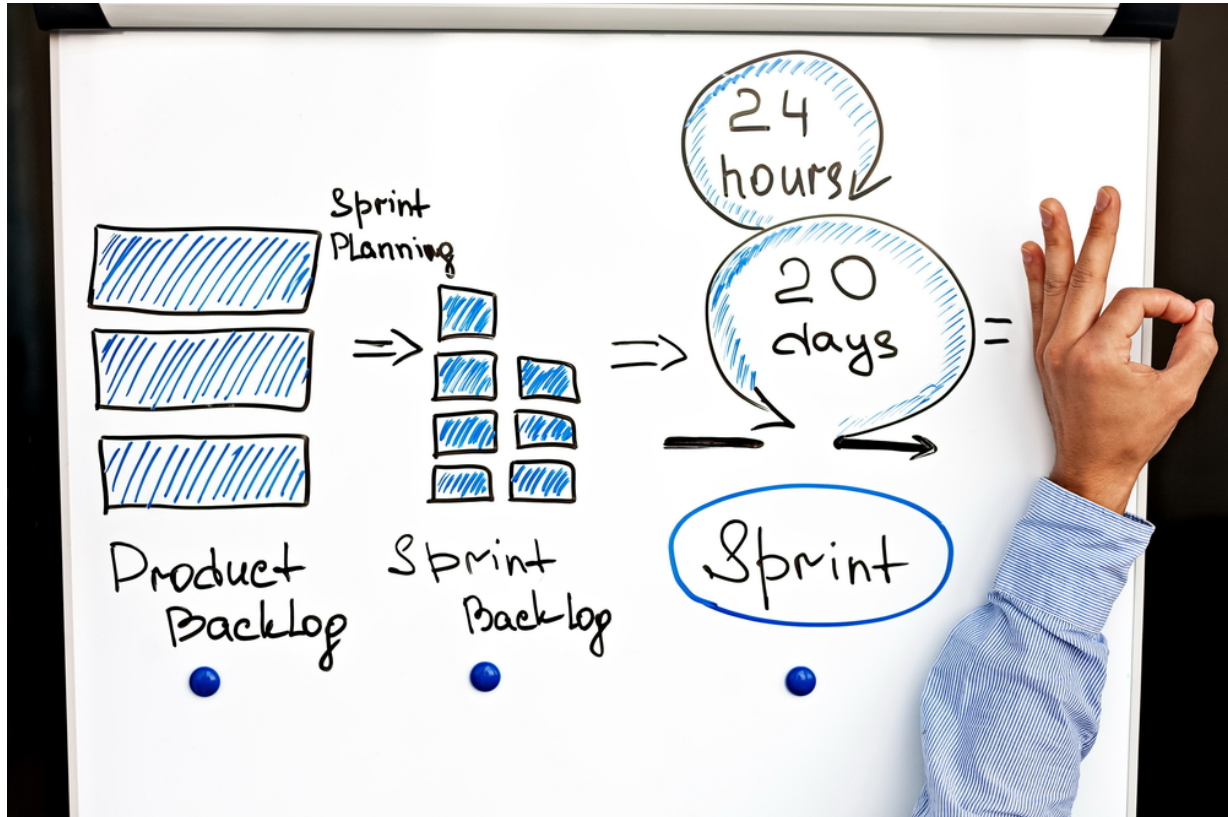 24
hours
Sprint
Planning
20
days
Product
Backlog
Sprint
Backlog
Sprint